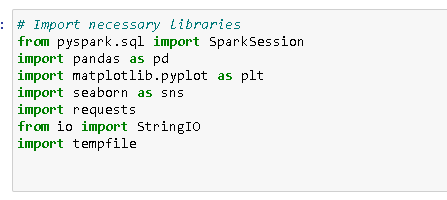 :
# Import necessary libraries
from pyspark.sql import SparkSession
import pandas as pd
import matplotlib.pyplot as plt
import seaborn as sns
import requests
from io import StringIO
import tempfile